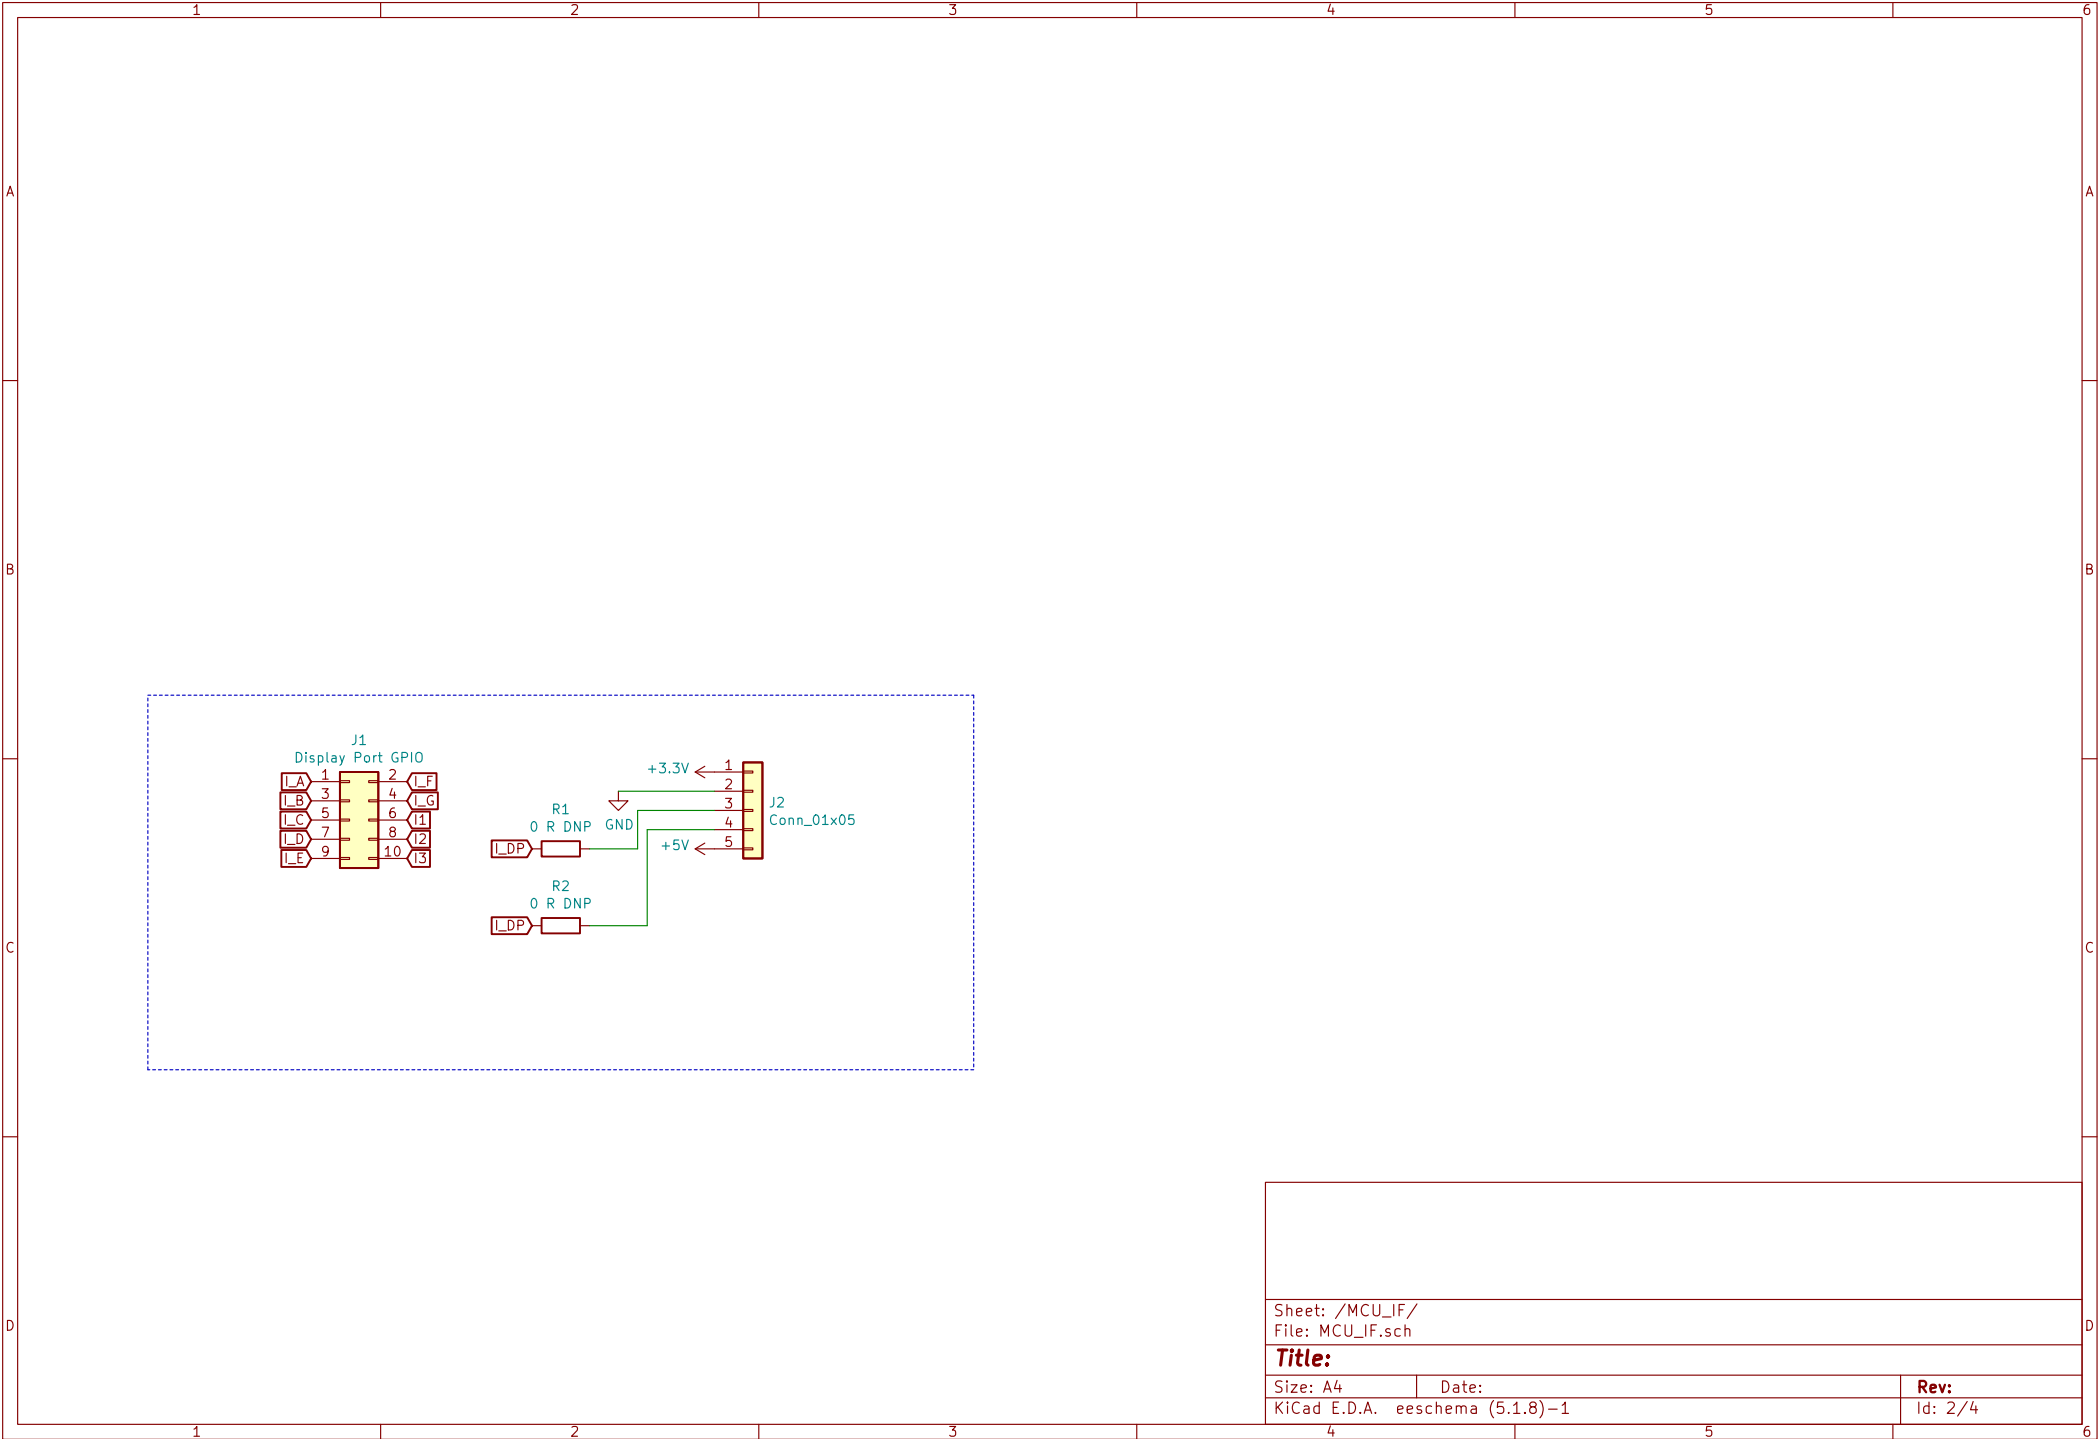 1 2 3 4 5 6
A A
B B
J1
Display Port GPIO
I_A 1 2 I_F
I_B 3 4 I_G
I_C 5 6 I1
I_D 7 8 I2
I_E 9 10 I3
+3.3V 1
2
3
4
+5V 5
GND
J2
Conn_01x05
R1
0 R DNP
I_DP
R2
0 R DNP
I_DP
C C
D D
Sheet: /MCU_IF/
File: MCU_IF.sch
Title:
Size: A4 Date: Rev:
KiCad E.D.A. eeschema (5.1.8)-1 Id: 2/4
1 2 3 4 5 6